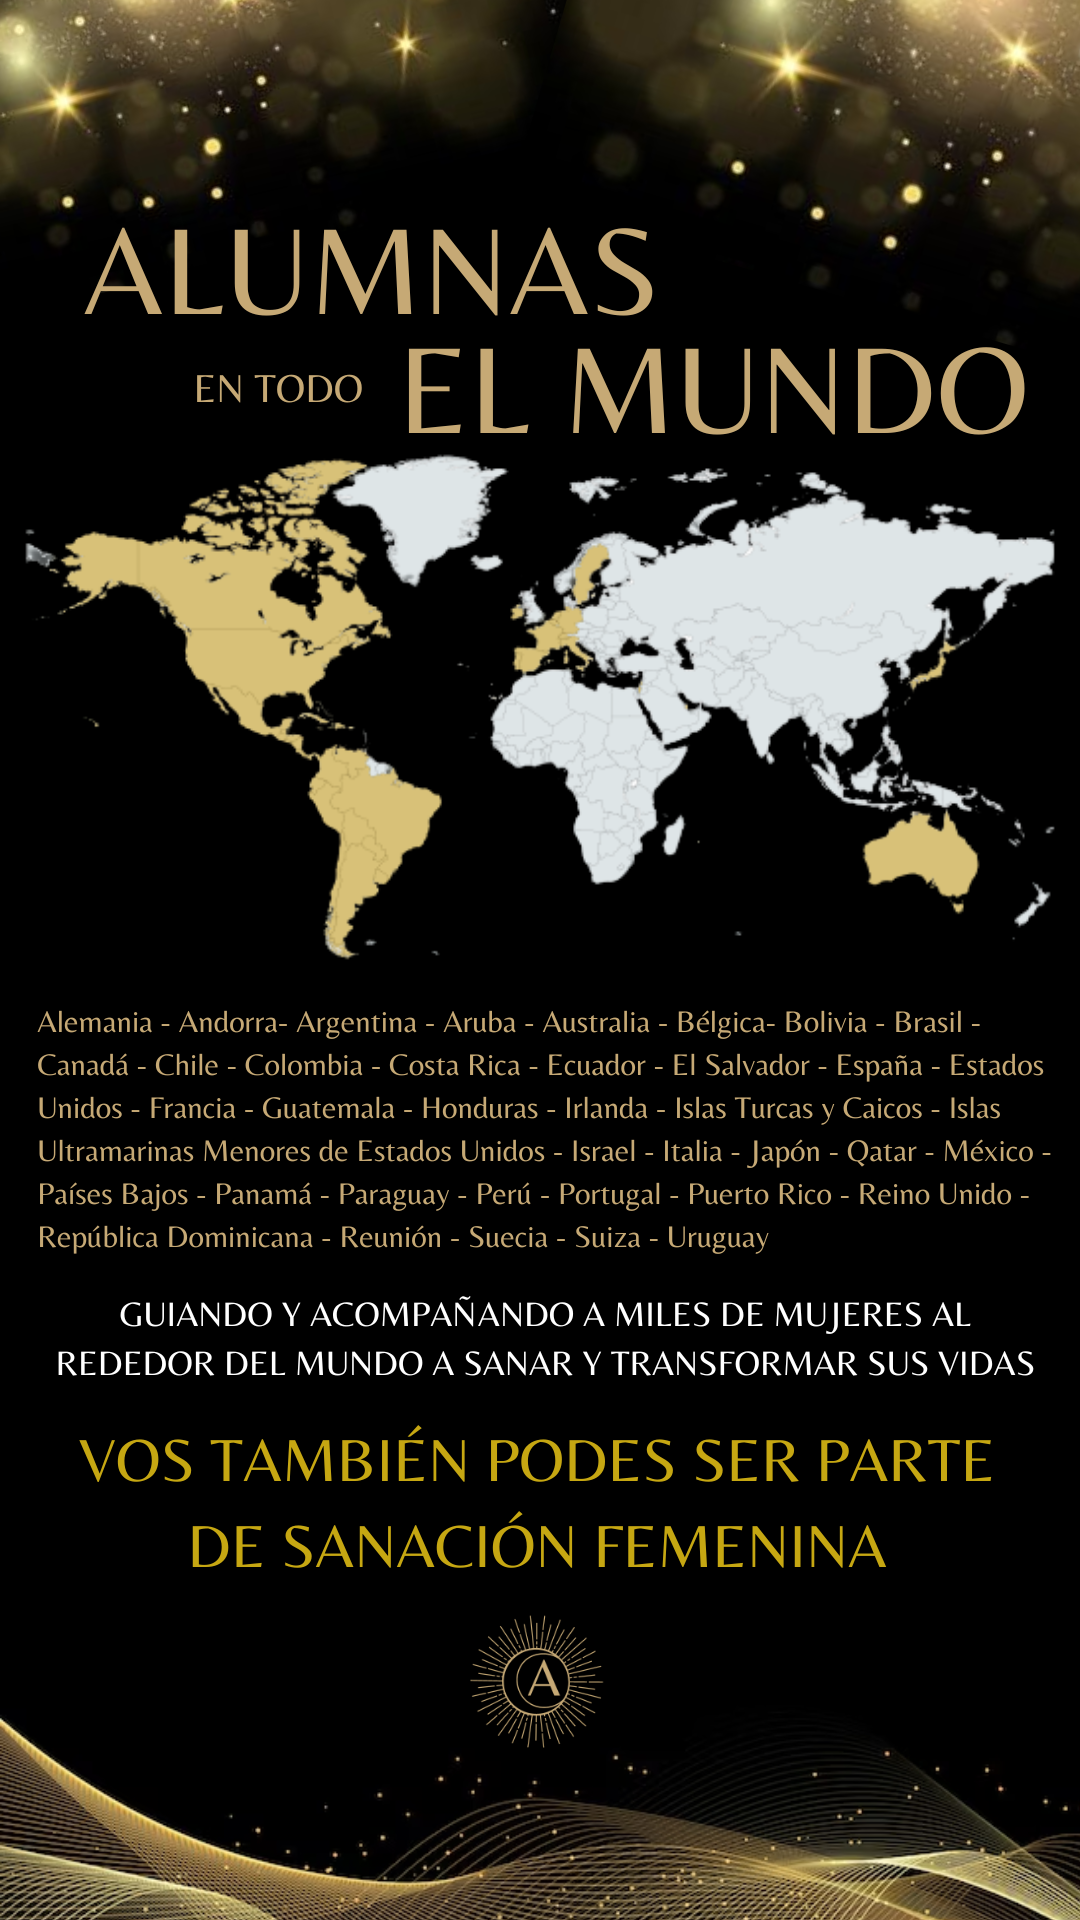 ALUMNAS
EN TODO EL MUNDO
Alemania - Andorra- Argentina - Aruba - Australia - Bélgica- Bolivia - Brasil -
Canadá - Chile - Colombia - Costa Rica - Ecuador - El Salvador - España - Estados
Unidos - Francia - Guatemala - Honduras - Irlanda - Islas Turcas y Caicos - Islas
Ultramarinas Menores de Estados Unidos - Israel - Italia - Japón - Qatar - México -
Países Bajos - Panamá - Paraguay - Perú - Portugal - Puerto Rico - Reino Unido -
República Dominicana - Reunión - Suecia - Suiza - Uruguay
GUIANDO Y ACOMPAÑANDO A MILES DE MUJERES AL
REDEDOR DEL MUNDO A SANAR Y TRANSFORMAR SUS VIDAS
VOS TAMBIÉN PODES SER PARTE
DE SANACIÓN FEMENINA
A